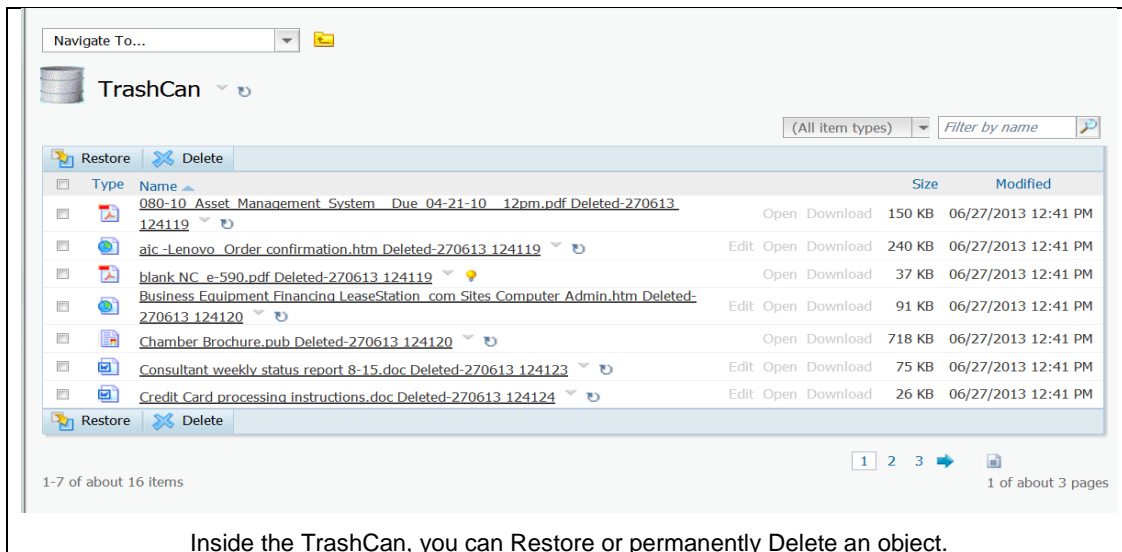 Navigate To...
TrashCan
(All item types) Filter by name
Restore Delete
Type Name Size Modified
080-10_Asset_Management_System__Due_04-21-10__12pm.pdf Deleted-270613
124119 Open Download 150 KB 06/27/2013 12:41 PM
aic -Lenovo_Order confirmation.htm Deleted-270613 124119 Edit Open Download 240 KB 06/27/2013 12:41 PM
blank NC_e-590.pdf Deleted-270613 124119 Open Download 37 KB 06/27/2013 12:41 PM
Business Equipment Financing LeaseStation_com Sites Computer Admin.htm Deleted-
270613 124120 Edit Open Download 91 KB 06/27/2013 12:41 PM
Chamber Brochure.pub Deleted-270613 124120 Open Download 718 KB 06/27/2013 12:41 PM
Consultant weekly status report 8-15.doc Deleted-270613 124123 Edit Open Download 75 KB 06/27/2013 12:41 PM
Credit Card processing instructions.doc Deleted-270613 124124 Edit Open Download 26 KB 06/27/2013 12:41 PM
Restore Delete
1 2 3
1-7 of about 16 items 1 of about 3 pages
Inside the TrashCan, you can Restore or permanently Delete an object.